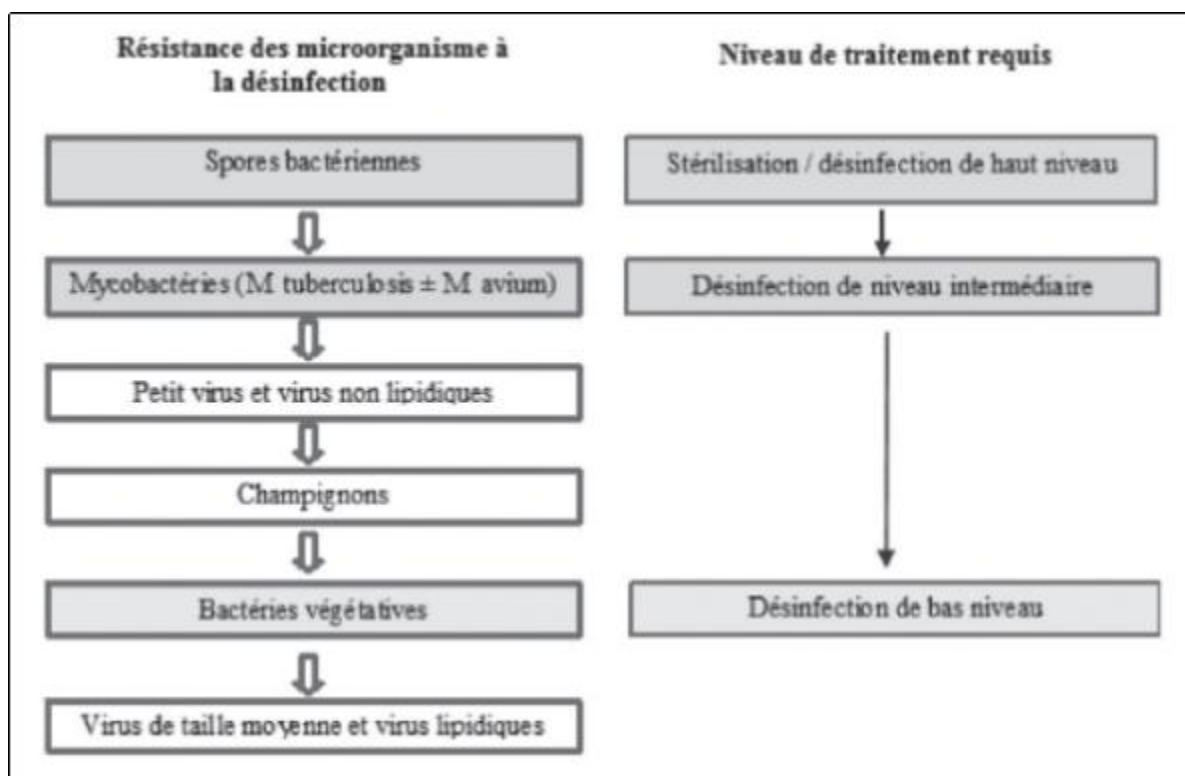 Résistance des microorganisme à
la désinfection
Niveau de traitement requis
Spores bactériennes
Stérilisation / désinfection de haut niveau
Mycobactéries (M tuberculosis ± M avium)
Désinfection de niveau intermédiaire
Petit virus et virus non lipidiques
Champignons
Bactéries végétatives
Désinfection de bas niveau
Virus de taille moyenne et virus lipidiques